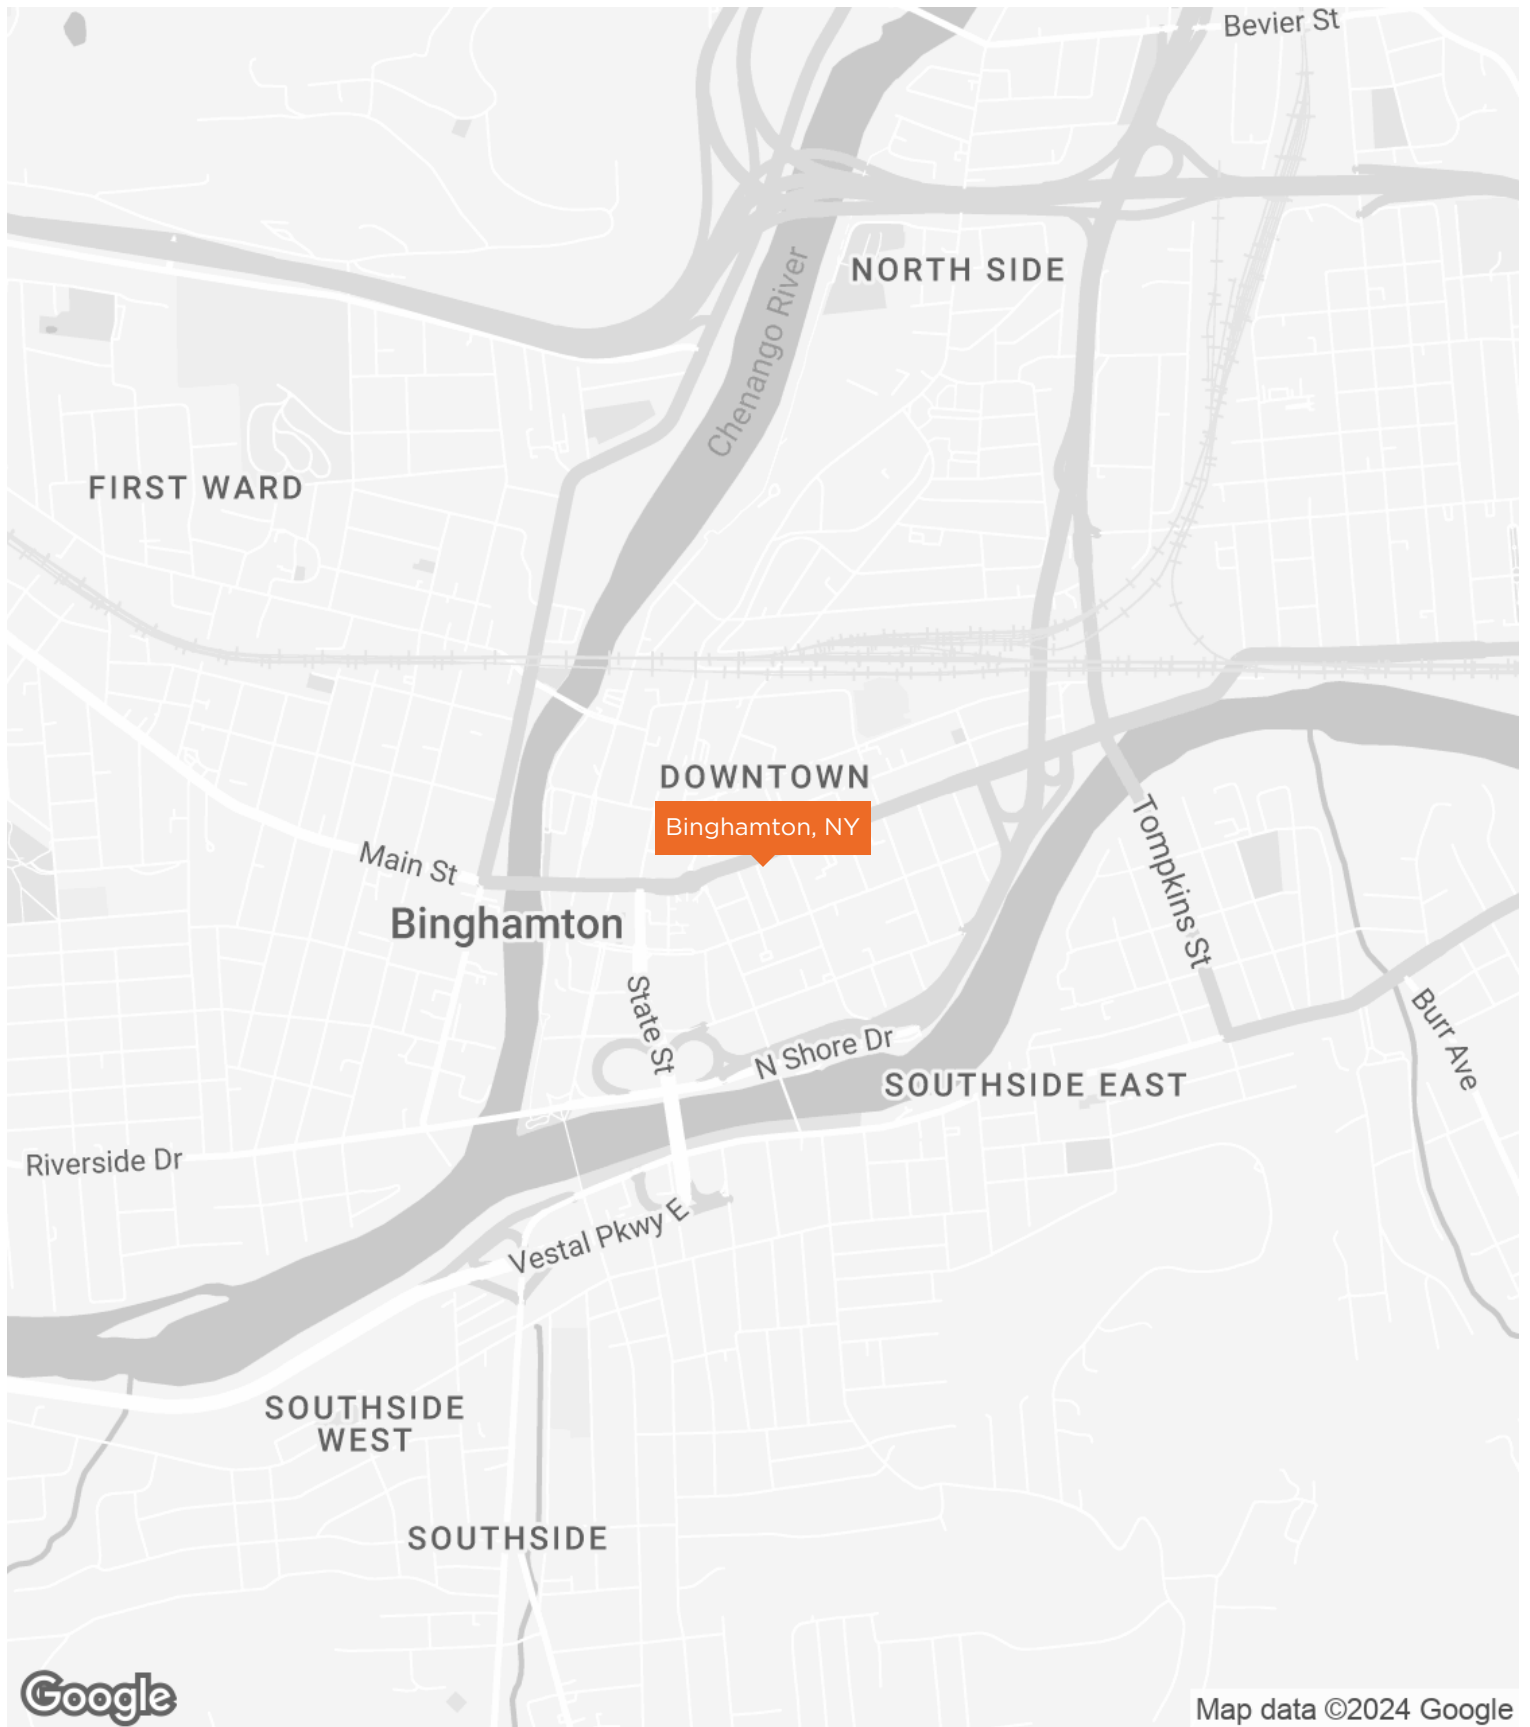 Bevier St
NORTH SIDE
Chenango River
FIRST WARD
DOWNTOWN
Binghamton, NY
Main St
Tompkins St
Binghamton
State St
N Shore Dr
Burr Ave
SOUTHSIDE EAST
Riverside Dr
Vestal Pkwy E
SOUTHSIDE
WEST
SOUTHSIDE
Google
Map data ©2024 Google